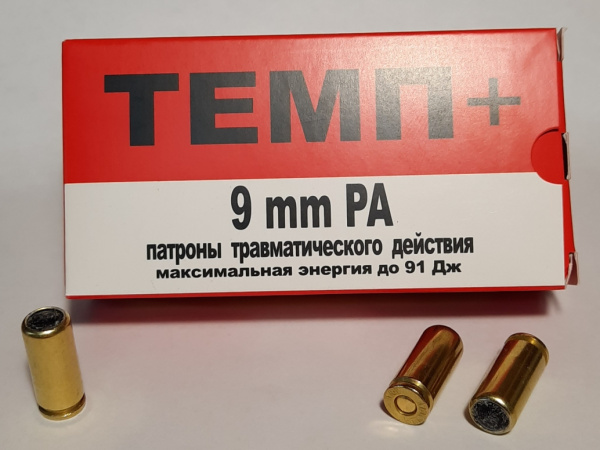 ТЕМП+
9 mm PA
патроны травматического действия
максимальная энергия до 91 Дж